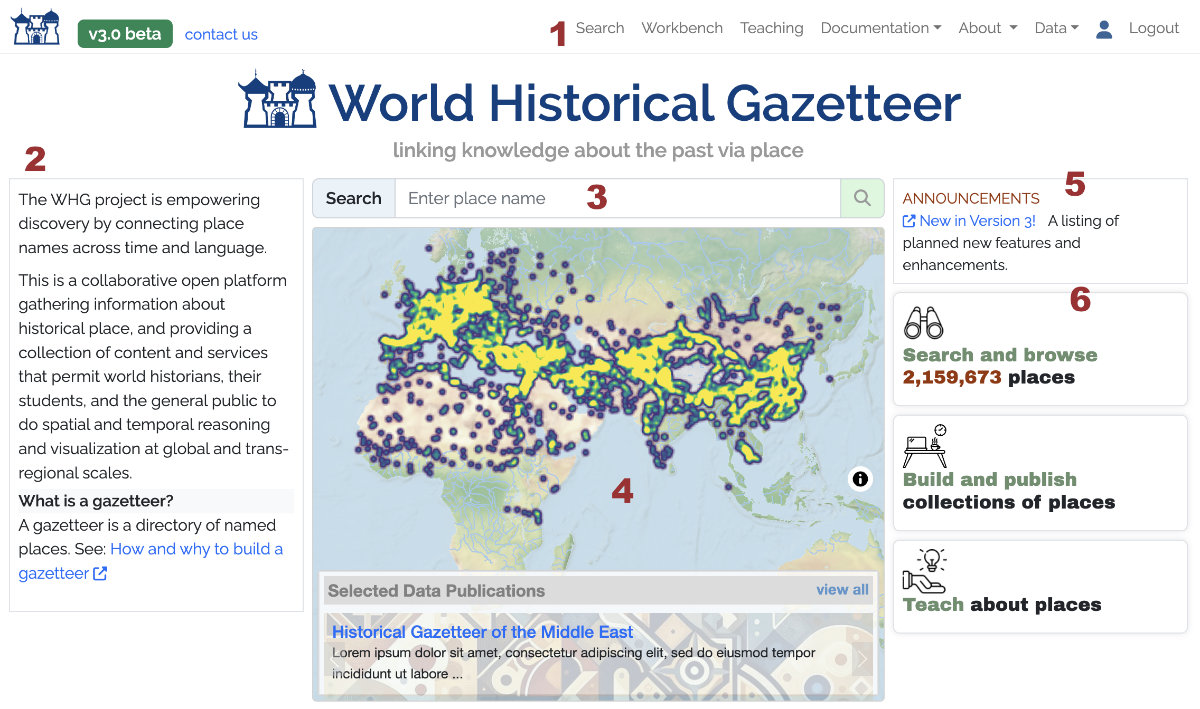 v3.0 beta
contact us
1
Search
Workbench
Teaching
Documentation
About
Data
Logout
World Historical Gazetteer
linking knowledge about the past via place
2
The WHG project is empowering
discovery by connecting place
names across time and language.
This is a collaborative open platform
gathering information about
historical place, and providing a
collection of content and services
that permit world historians, their
students, and the general public to
do spatial and temporal reasoning
and visualization at global and trans-
regional scales.
What is a gazetteer?
A gazetteer is a directory of named
places. See: How and why to build a
gazetteer
Search
Enter place name
3
4
Selected Data Publications
view all
Historical Gazetteer of the Middle East
Lorem ipsum dolor sit amet, consectetur adipiscing elit, sed do eiusmod tempor
incididunt ut labore ...
5
ANNOUNCEMENTS
New in Version 3! A listing of
planned new features and
enhancements.
6
Search and browse
2,159,673 places
Build and publish
collections of places
Teach about places